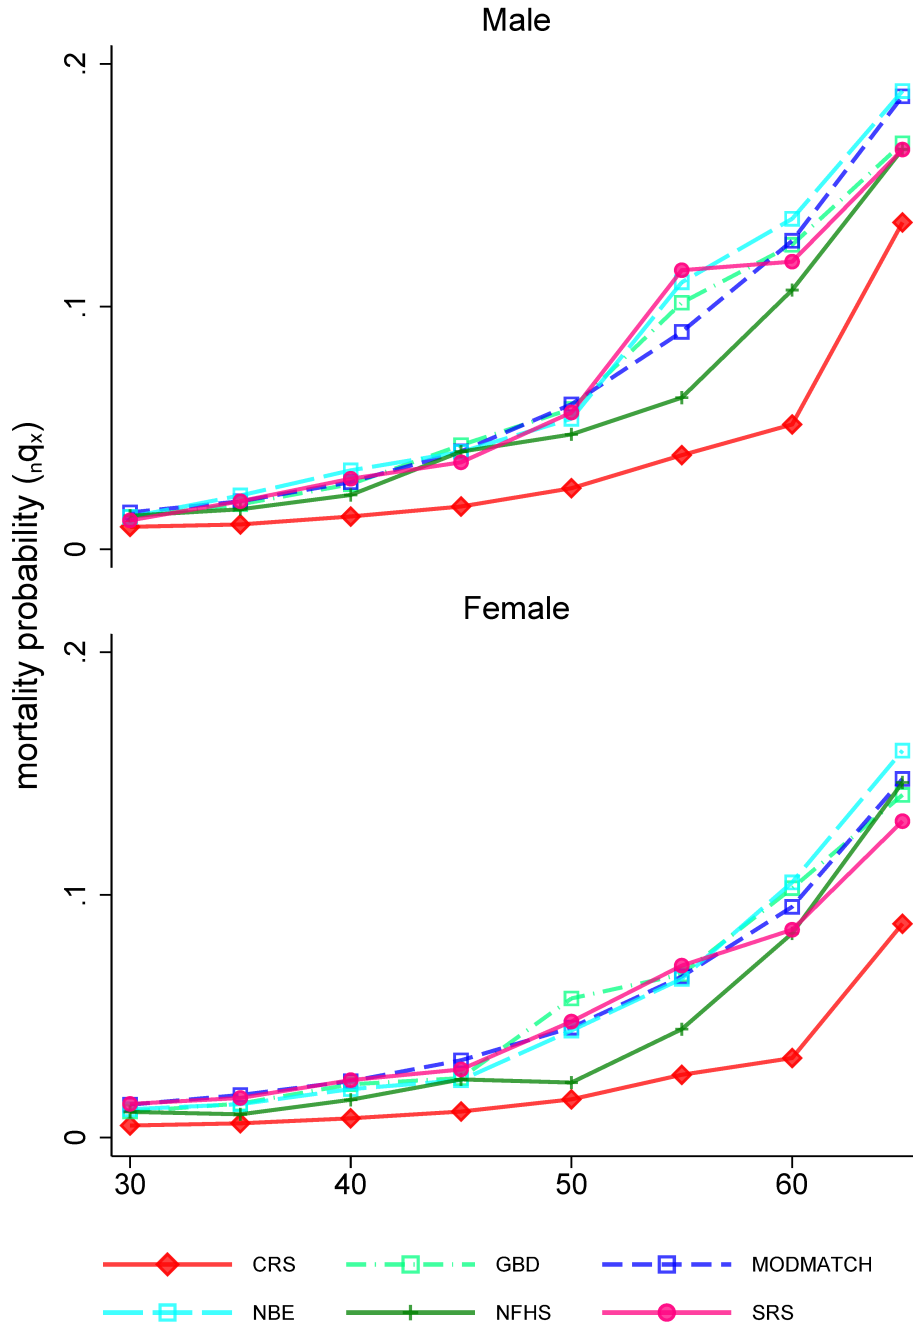 Male
.2
.1
0
mortality probability (nqx)
Female
.2
.1
0
30 40 50 60
CRS GBD MODMATCH
NBE NFHS SRS